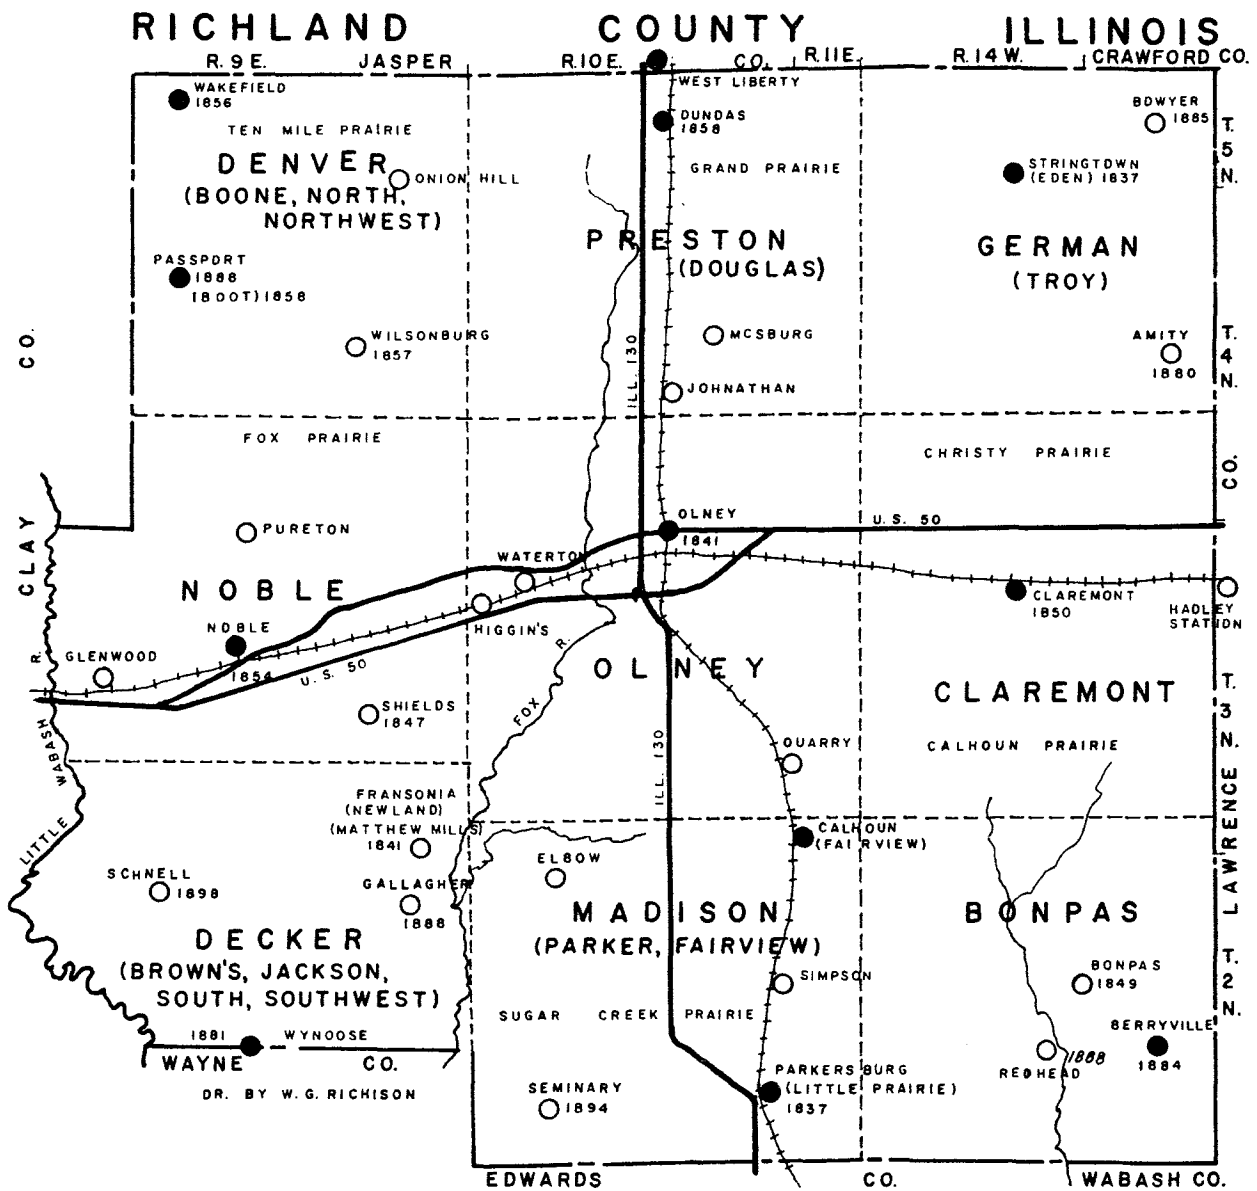 RICHLAND COUNTY ILLINOIS
R. 9 E. JASPER R.10E. CO. R.11E. R.14 W. CRAWFORD CO.
WAKEFIELD
1856
TEN MILE PRAIRIE
DENVER
(BOONE, NORTH,
NORTHWEST)
ONION HILL
PASSPORT
1888
(BOOT) 1858
WILSONBURG
1857
WEST LIBERTY
DUNDAS
1858
GRAND PRAIRIE
PRESTON
(DOUGLAS)
ILL. 130
MCSBURG
JOHNATHAN
BOWYER
1885
STRINGTOWN
(EDEN) 1837
GERMAN
(TROY)
AMITY
1880
T.
5
N.
T.
4
N.
CO.
CLAY
FOX PRAIRIE
PURETON
NOBLE
NOBLE
1854
GLENWOOD
U.S. 50
SHIELDS
1847
LITTLE WABASH R.
WATERTON
HIGGIN'S
FOX R.
OLNEY
1841
OLNEY
ILL. 130
QUARRY
CHRISTY PRAIRIE
U.S. 50
CLAREMONT
1850
HADLEY
STATION
CLAREMONT
CALHOUN PRAIRIE
CO.
T.
3
N.
LAWRENCE
FRANSONIA
(NEWLAND)
(MATTHEW MILLS)
1841
SCHNELL
1898
GALLAGHER
1888
DECKER
(BROWN'S, JACKSON,
SOUTH, SOUTHWEST)
1881 WYNOOSE
WAYNE CO.
DR. BY W.G. RICHISON
ELBOW
CALHOUN
(FAIRVIEW)
MADISON
(PARKER, FAIRVIEW)
SIMPSON
SUGAR CREEK PRAIRIE
SEMINARY
1894
PARKERSBURG
(LITTLE PRAIRIE)
1837
BONPAS
BONPAS
1849
BERRYVILLE
1884
REDHEAD 1888
T.
2
N.
EDWARDS CO. WABASH CO.